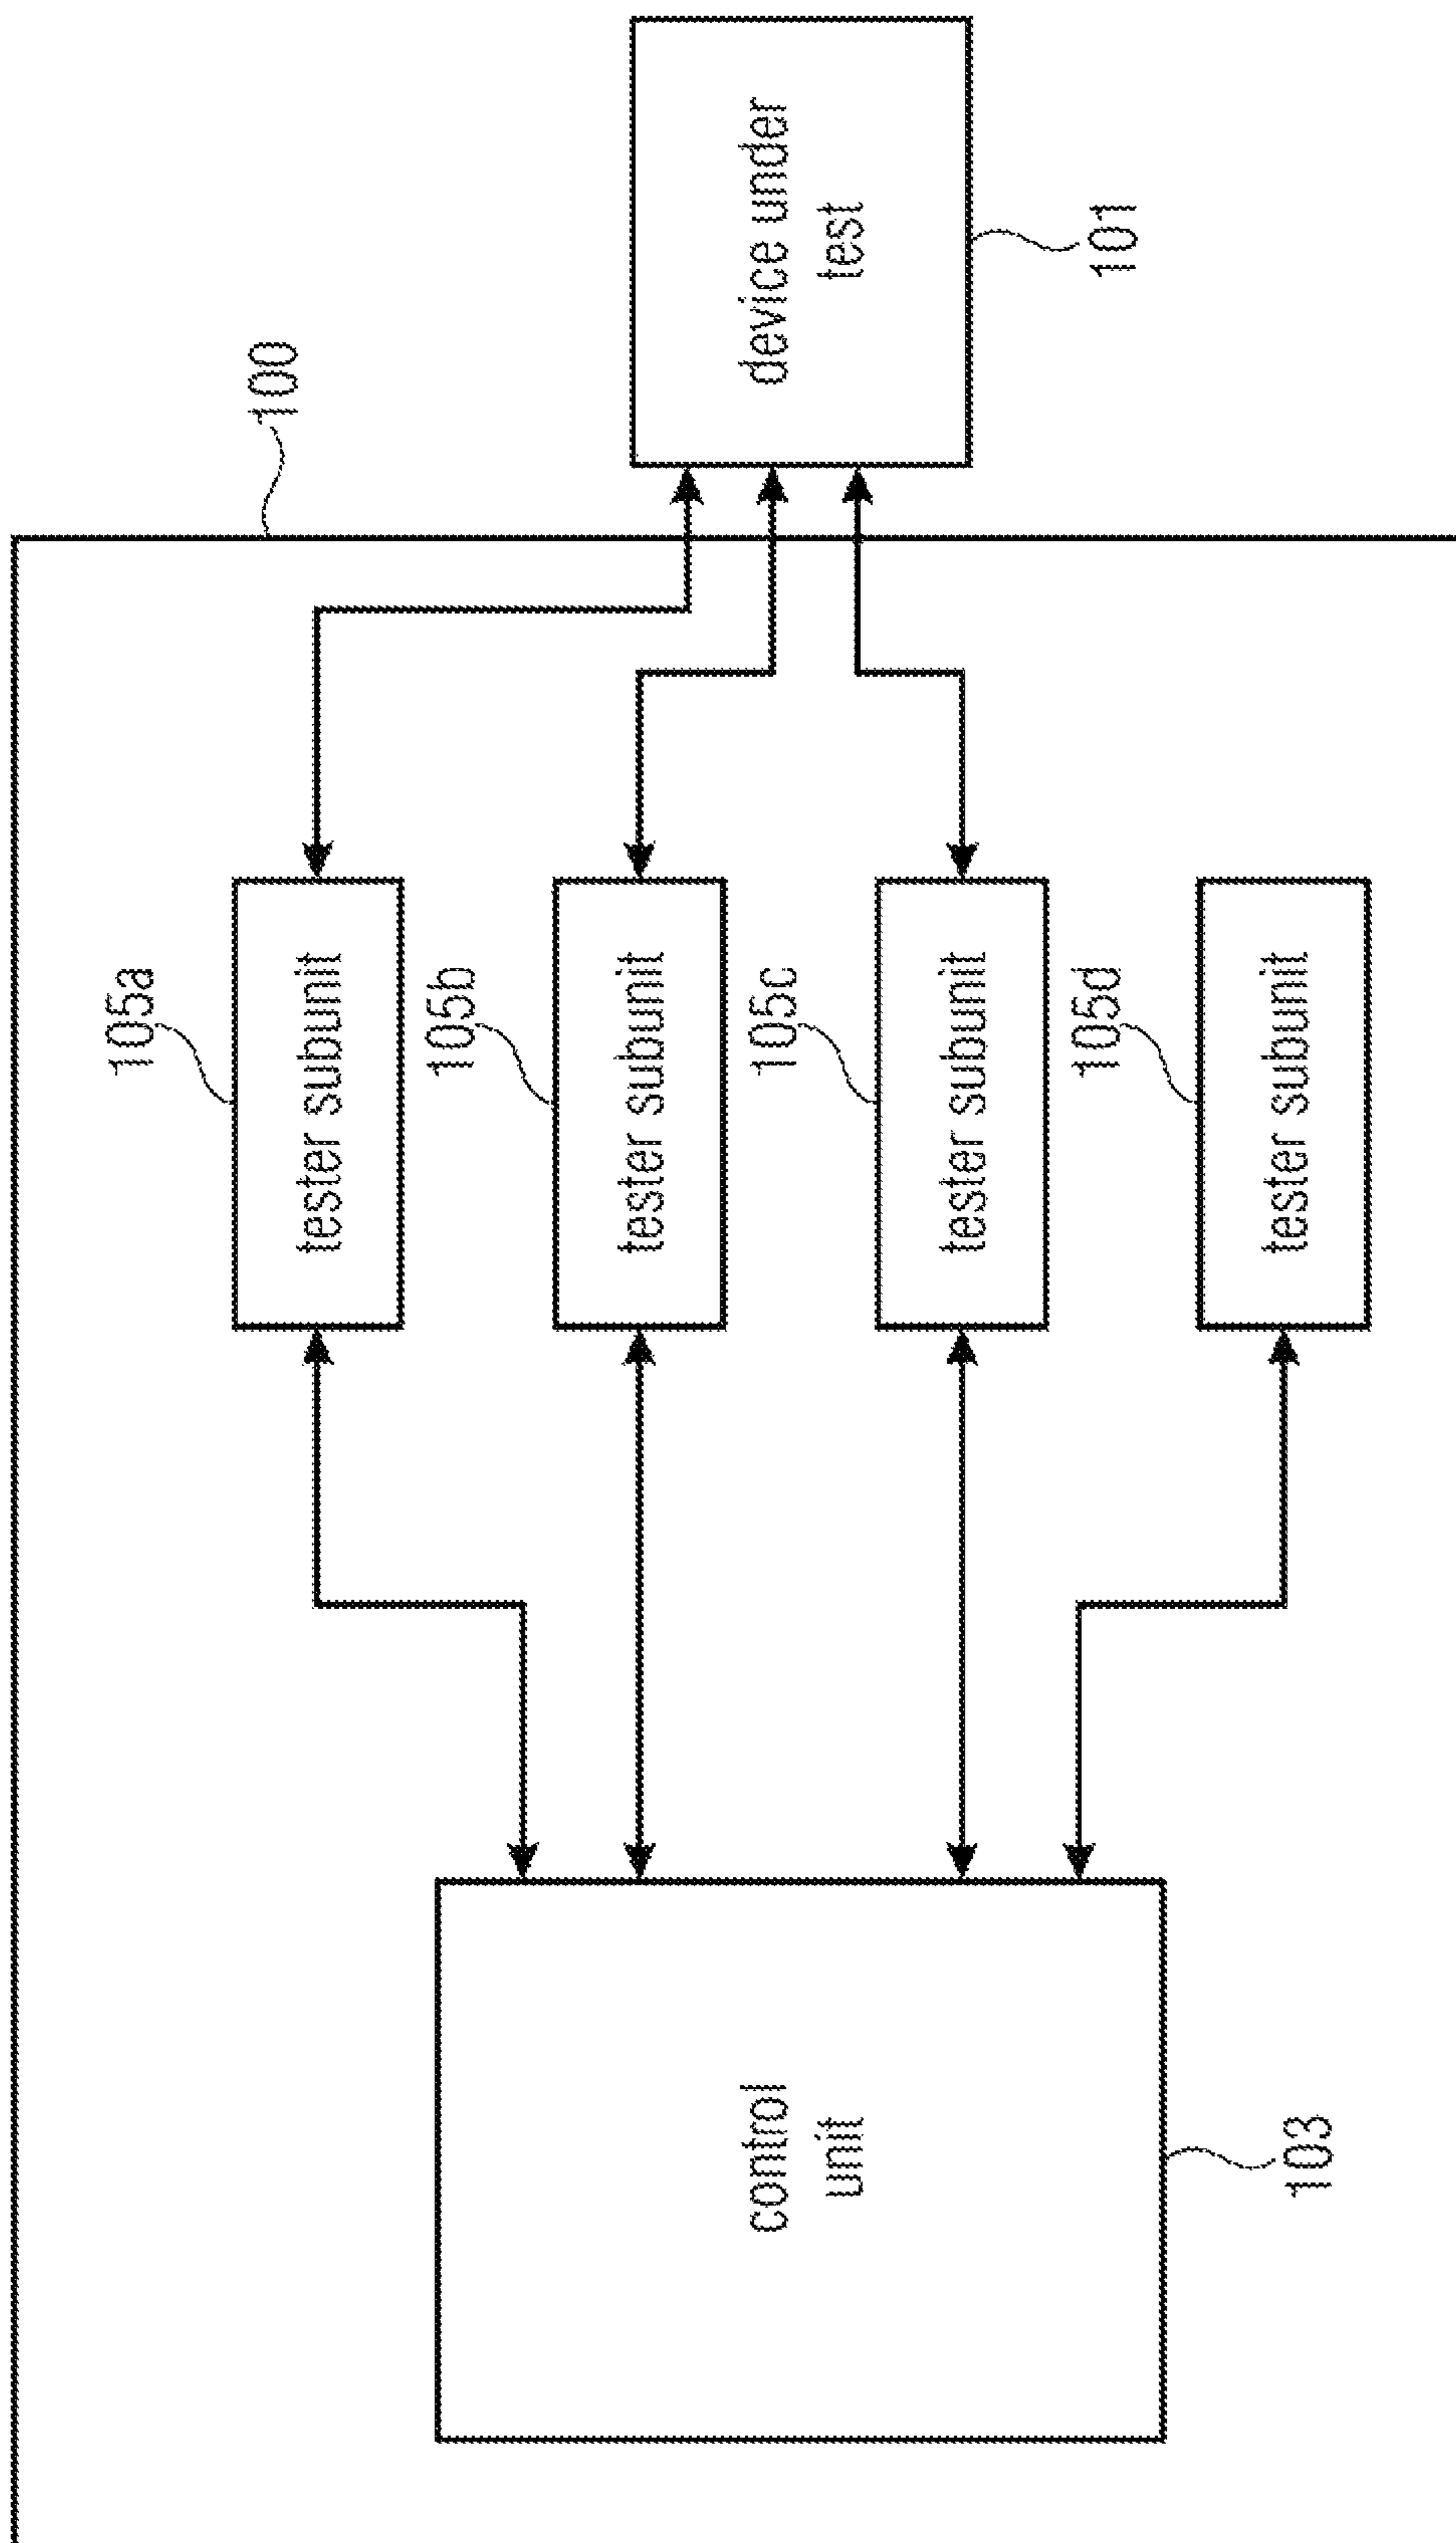 100
105a
tester subunit
105b
tester subunit
105c
tester subunit
105d
tester subunit
control
unit
103
device under
test
101